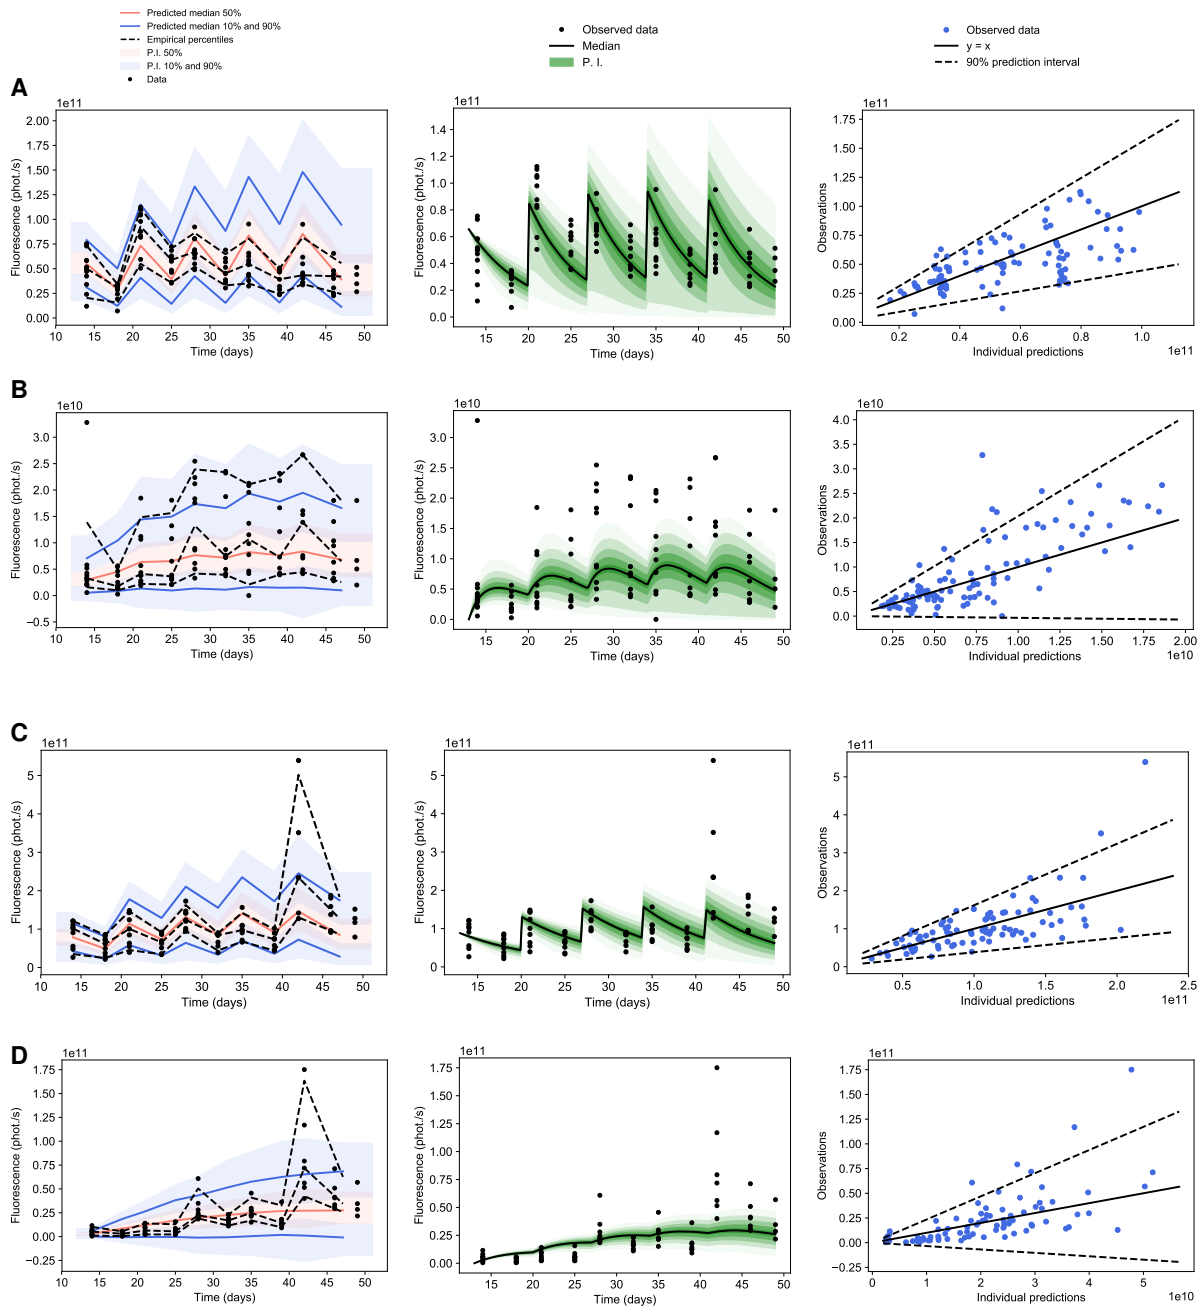 Predicted median 50%
Predicted median 10% and 90%
Empirical percentiles
P.I. 50%
P.I. 10% and 90%
Data
Observed data
Median
P. I.
Observed data
y = x
90% prediction interval
A
1e11
Fluorescence (phot./s)
2.00
1.75
1.50
1.25
1.00
0.75
0.50
0.25
0.00
10 15 20 25 30 35 40 45 50
Time (days)
1e11
Fluorescence (phot./s)
1.4
1.2
1.0
0.8
0.6
0.4
0.2
0.0
15 20 25 30 35 40 45 50
Time (days)
1e11
Observations
1.75
1.50
1.25
1.00
0.75
0.50
0.25
0.00
0.2 0.4 0.6 0.8 1.0
Individual predictions
1e11
B
1e10
Fluorescence (phot./s)
3.0
2.5
2.0
1.5
1.0
0.5
0.0
−0.5
10 15 20 25 30 35 40 45 50
Time (days)
1e10
Fluorescence (phot./s)
3.0
2.5
2.0
1.5
1.0
0.5
0.0
15 20 25 30 35 40 45 50
Time (days)
1e10
Observations
4.0
3.5
3.0
2.5
2.0
1.5
1.0
0.5
0.0
0.25 0.50 0.75 1.00 1.25 1.50 1.75 2.00
Individual predictions
1e10
C
1e11
Fluorescence (phot./s)
5
4
3
2
1
0
10 15 20 25 30 35 40 45 50
Time (days)
1e11
Fluorescence (phot./s)
5
4
3
2
1
0
15 20 25 30 35 40 45 50
Time (days)
1e11
Observations
5
4
3
2
1
0
0.5 1.0 1.5 2.0 2.5
Individual predictions
1e11
D
1e11
Fluorescence (phot./s)
1.75
1.50
1.25
1.00
0.75
0.50
0.25
0.00
−0.25
10 15 20 25 30 35 40 45 50
Time (days)
1e11
Fluorescence (phot./s)
1.75
1.50
1.25
1.00
0.75
0.50
0.25
0.00
15 20 25 30 35 40 45 50
Time (days)
1e11
Observations
1.75
1.50
1.25
1.00
0.75
0.50
0.25
0.00
−0.25
0 1 2 3 4 5
Individual predictions
1e10